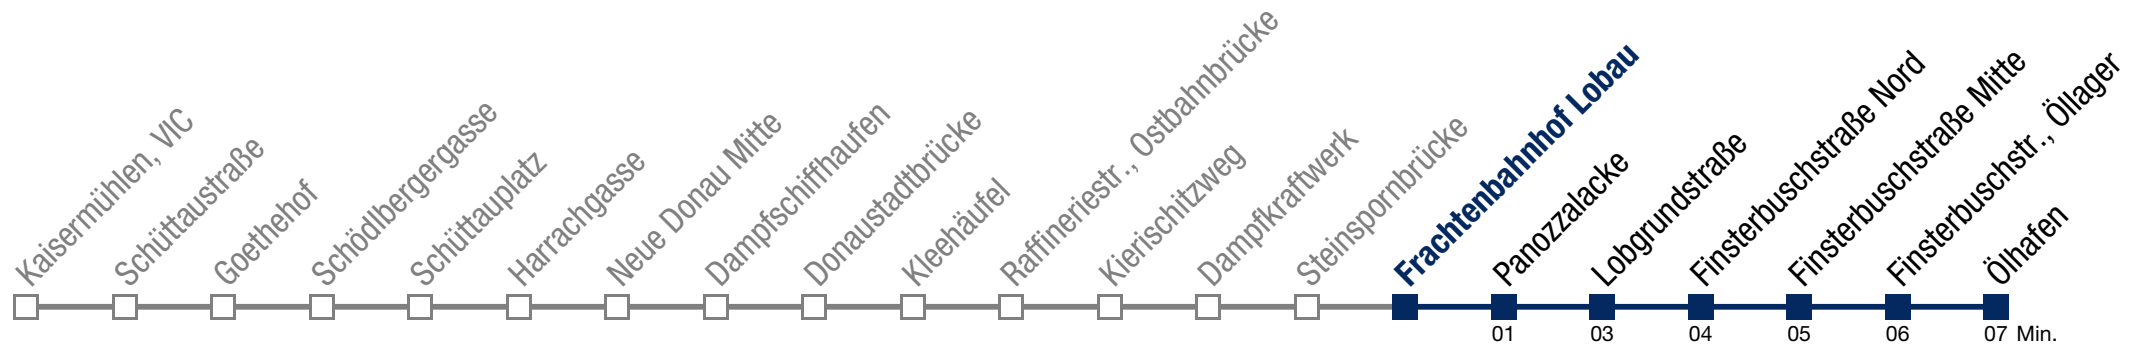 Kaisermühlen, VIC
Schüttaustraße
Goethehof
Schödlbergergasse
Schüttauplatz
Harrachgasse
Neue Donau Mitte
Dampfschiffhaufen
Donaustadtbrücke
Kleehäufel
Raffineriestr., Ostbahnbrücke
Kierischitzweg
Dampfkraftwerk
Steinspornbrücke
Frachtenbahnhof Lobau
Panozzalacke
Lobgrundstraße
Finsterbuschstraße Nord
Finsterbuschstraße Mitte
Finsterbuschstr., Öllager
Ölhafen
01 03 04 05 06 07 Min.